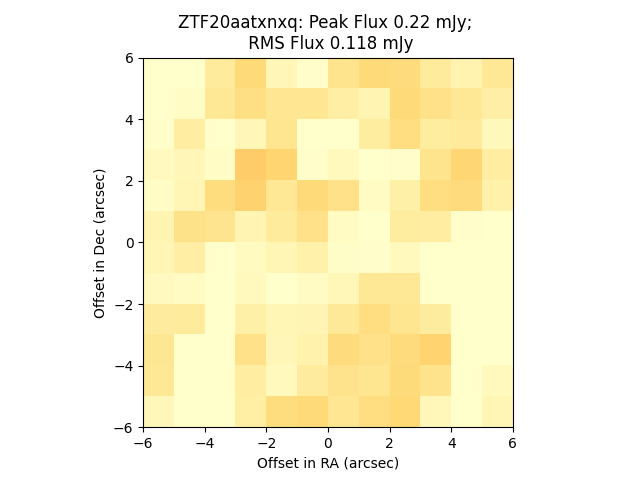 ZTF20aatxnxq: Peak Flux 0.22 mJy;
RMS Flux 0.118 mJy
6
4
2
0
−2
−4
−6
Offset in Dec (arcsec)
−6 −4 −2 0 2 4 6
Offset in RA (arcsec)